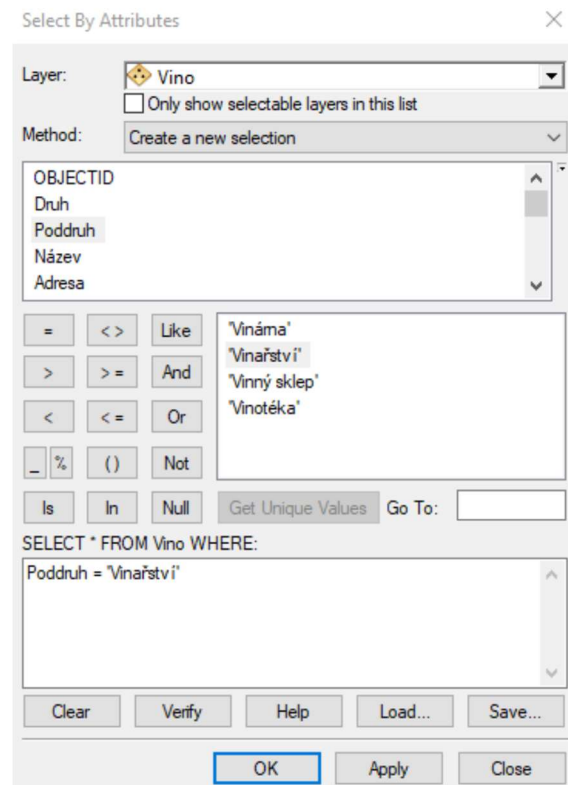 Select By Attributes
Layer: Vino
Only show selectable layers in this list
Method: Create a new selection
OBJECTID
Druh
Poddruh
Název
Adresa
= < > Like
> > = And
< < = Or
_ % ( ) Not
Is In Null
'Vinárna'
'Vinařství'
'Vinný sklep'
'Vinotéka'
Get Unique Values Go To:
SELECT * FROM Vino WHERE:
Poddruh = 'Vinařství'
Clear Verify Help Load... Save...
OK Apply Close